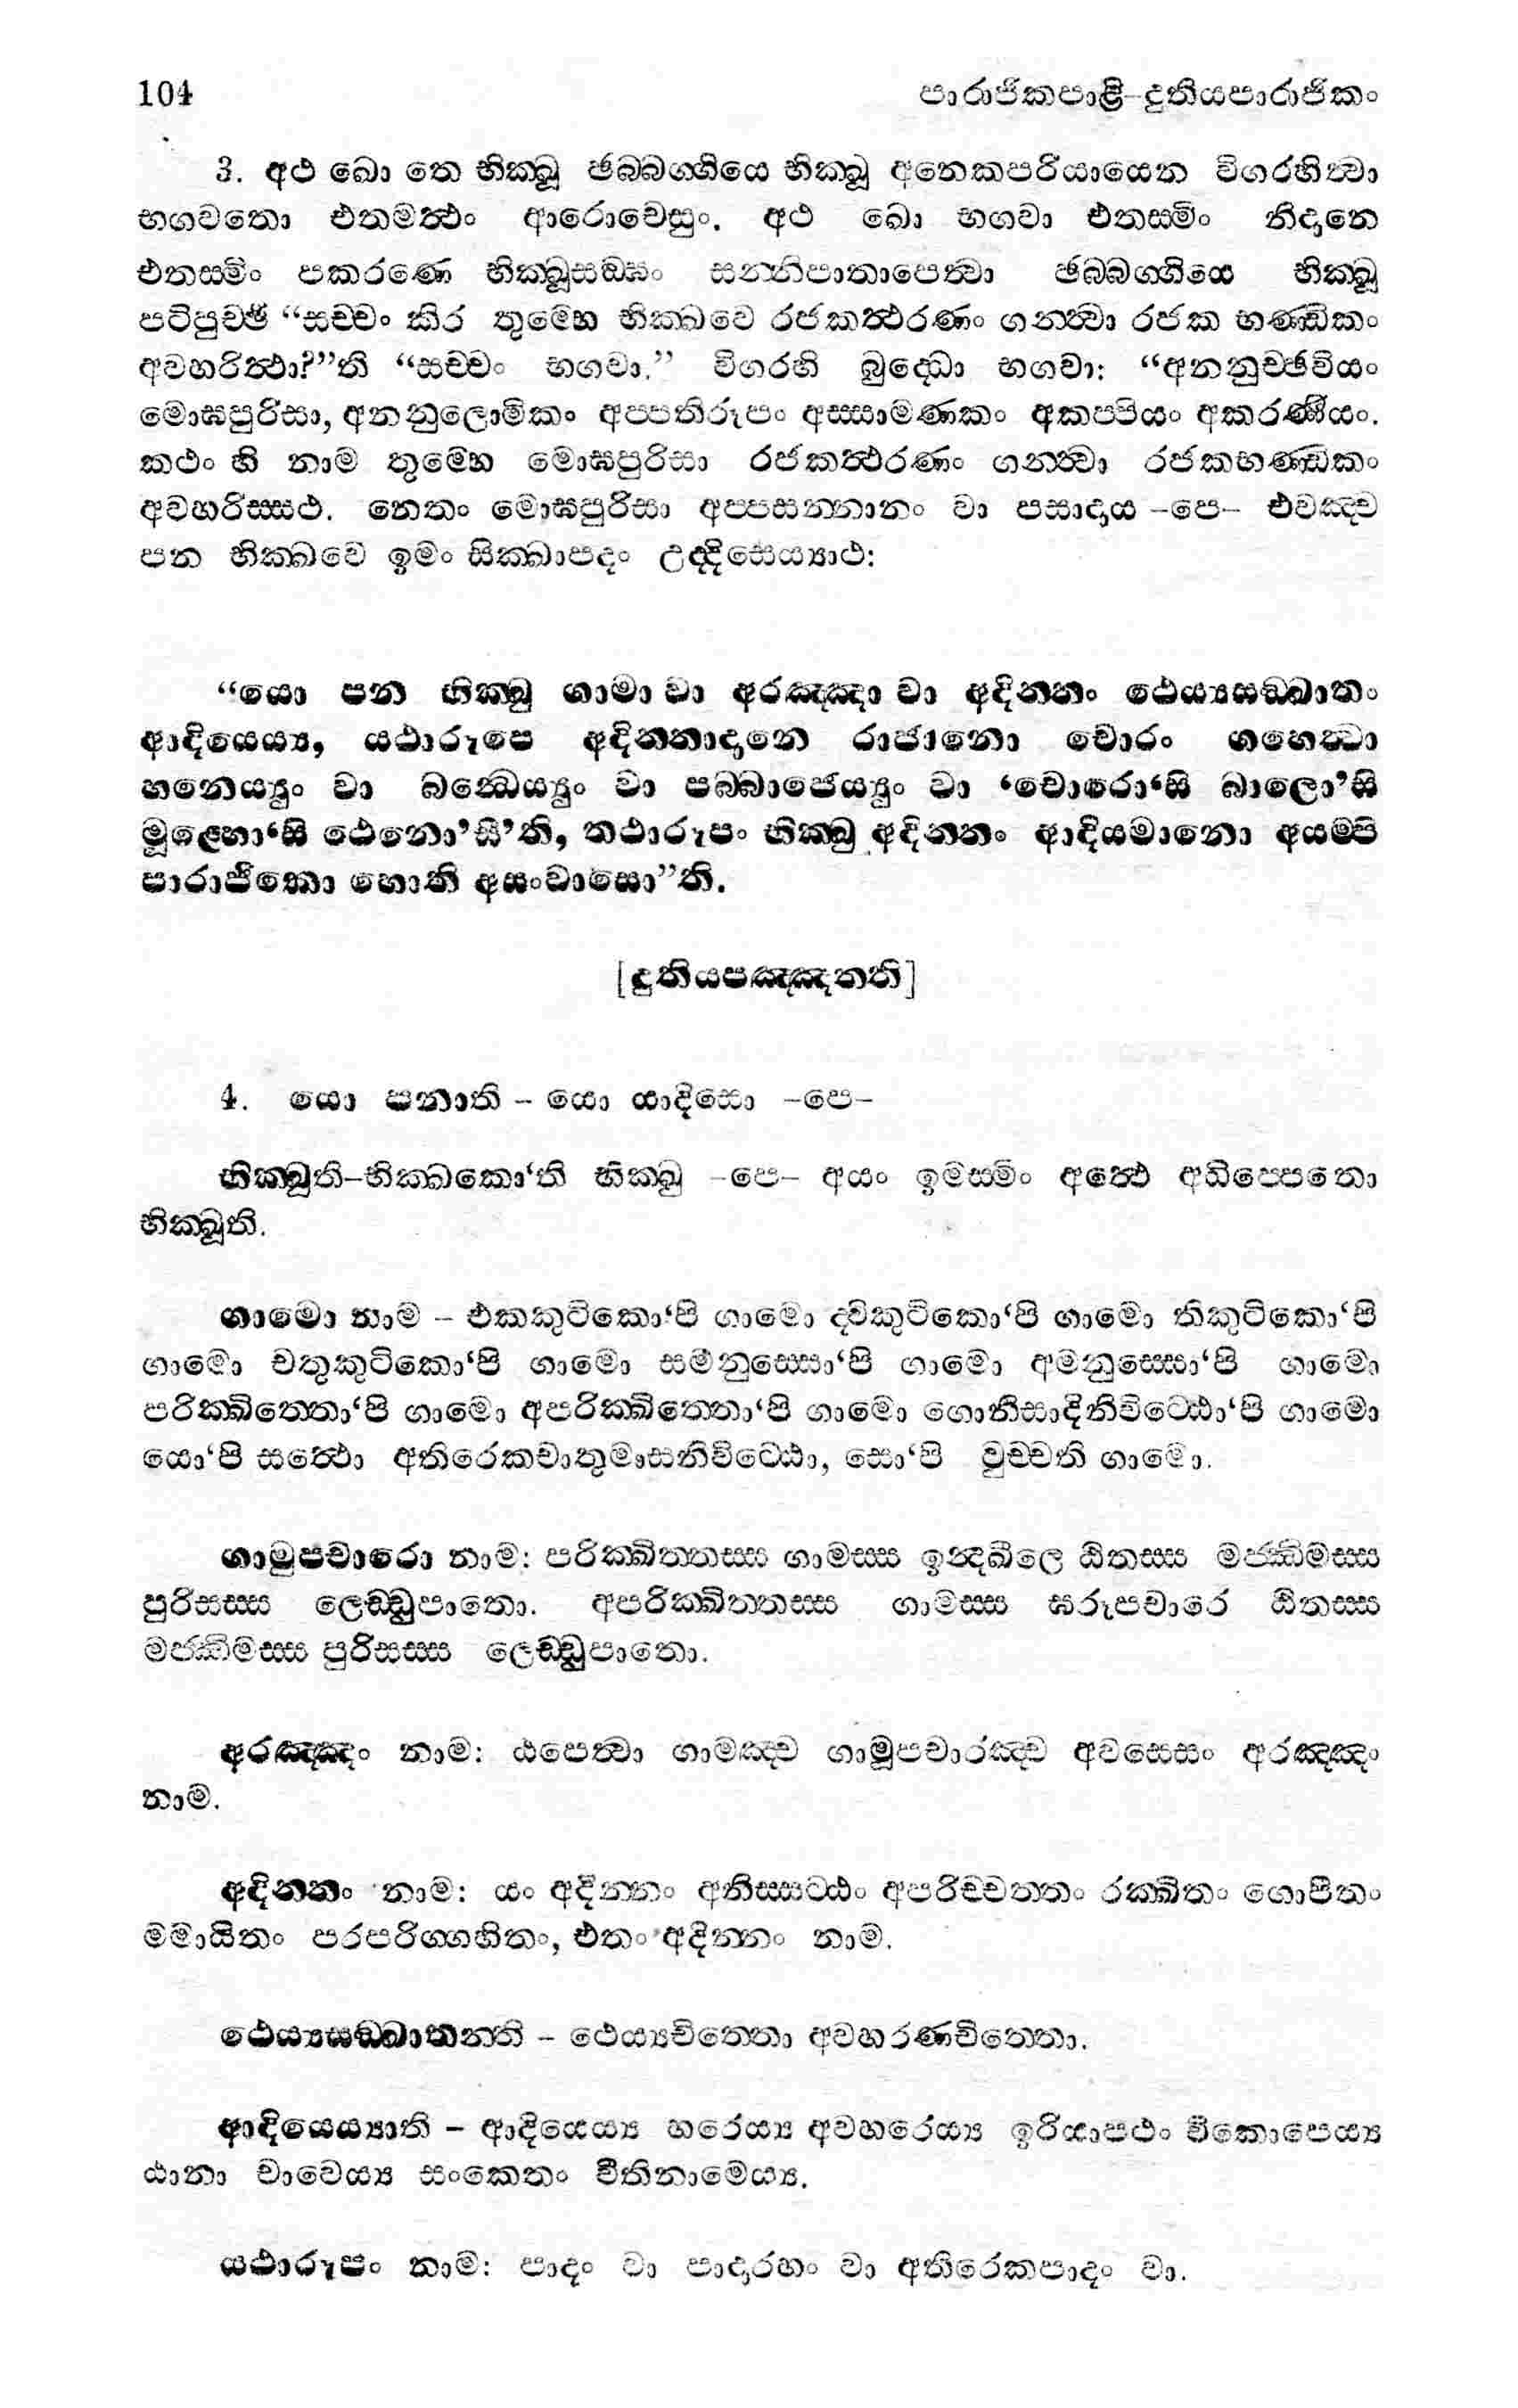 104 පාරාජිකපාළි–දුතියපාරාජිකං
3. අථ ඛො තෙ භික්ඛූ ඡබ්බග්ගියෙ භික්ඛූ අනෙකපරියායෙන විගරහිත්වා
භගවතො එතමත්ථං ආරොචෙසුං. අථ ඛො භගවා එතස්මිං නිදානෙ
එතස්මිං පකරණෙ භික්ඛුසඞ්ඝං සන්නිපාතාපෙත්වා ඡබ්බග්ගියෙ භික්ඛූ
පටිපුච්ඡි “සච්චං කිර තුම්හෙ භික්ඛවෙ රජකත්ථරණං ගන්ත්වා රජක භණ්ඩිකං
අවහරිත්ථා?”ති “සච්චං භගවා.” විගරහි බුද්ධො භගවා: “අනනුච්ඡවියං
මොඝපුරිසා, අනනුලොමිකං අප්පතිරූපං අස්සාමණකං අකප්පියං අකරණීයං.
කථං හි නාම තුම්හෙ මොඝපුරිසා රජකත්ථරණං ගන්ත්වා රජකභණ්ඩිකං
අවහරිස්සථ. නෙතං මොඝපුරිසා අප්පසන්නානං වා පසාදාය –පෙ– එවඤ්ච
පන භික්ඛවෙ ඉමං සික්ඛාපදං උද්දිසෙය්‍යාථ:
“යො පන භික්ඛු ගාමා වා අරඤ්ඤා වා අදින්නං ථෙය්‍යසඞ්ඛාතං
ආදියෙය්‍ය, යථාරූපෙ අදින්නාදානෙ රාජානො චොරං ගහෙත්වා
හනෙය්‍යුං වා බන්ධෙය්‍යුං වා පබ්බාජෙය්‍යුං වා ‘චොරො‘සි බාලො’සි
මූළ්හො‘සි ථෙනො’සී’ති, තථාරූපං භික්ඛු අදින්නං ආදියමානො අයම්පි
පාරාජිකො හොති අසංවාසො”ති.
[දුතියපඤ්ඤත්ති]
4. යො පනාති – යො යාදිසො –පෙ–
භික්ඛූති–භික්ඛකො‘ති භික්ඛු –පෙ– අයං ඉමස්මිං අත්ථෙ අධිප්පෙතො
භික්ඛූති.
ගාමො නාම – එකකුටිකො‘පි ගාමො ද්විකුටිකො‘පි ගාමො තිකුටිකො‘පි
ගාමො චතුකුටිකො‘පි ගාමො සමනුස්සො‘පි ගාමො අමනුස්සො‘පි ගාමො
පරික්ඛිත්තො‘පි ගාමො අපරික්ඛිත්තො‘පි ගාමො ගොනිසාදිනිවිට්ඨො‘පි ගාමො
යො‘පි සත්ථො අතිරෙකචාතුමාසනිවිට්ඨො, සො‘පි වුච්චති ගාමො.
ගාමුපචාරො නාම: පරික්ඛිත්තස්ස ගාමස්ස ඉන්දඛීලෙ ඨිතස්ස මජ්ඣිමස්ස
පුරිසස්ස ලෙඩ්ඩුපාතො. අපරික්ඛිත්තස්ස ගාමස්ස ඝරූපචාරෙ ඨිතස්ස
මජ්ඣිමස්ස පුරිසස්ස ලෙඩ්ඩුපාතො.
අරඤ්ඤං නාම: ඨපෙත්වා ගාමඤ්ච ගාමූපචාරඤ්ච අවසෙසං අරඤ්ඤං
නාම.
අදින්නං නාම: යං අදින්නං අනිස්සට්ඨං අපරිච්චත්තං රක්ඛිතං ගොපිතං
මමායිතං පරපරිග්ගහිතං, එතං අදින්නං නාම.
ථෙය්‍යසඞ්ඛාතන්ති – ථෙය්‍යචිත්තො අවහරණචිත්තො.
ආදියෙය්‍යාති – ආදියෙය්‍ය හරෙය්‍ය අවහරෙය්‍ය ඉරියාපථං විකොපෙය්‍ය
ඨානා චාවෙය්‍ය සංකෙතං වීතිනාමෙය්‍ය.
යථාරූපං නාම: පාදං වා පාදාරහං වා අතිරෙකපාදං වා.